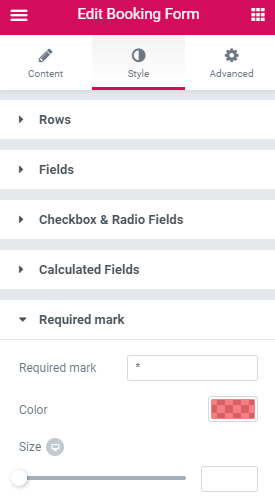 Edit Booking Form
Content Style Advanced
Rows
Fields
Checkbox & Radio Fields
Calculated Fields
Required mark
Required mark *
Color
Size